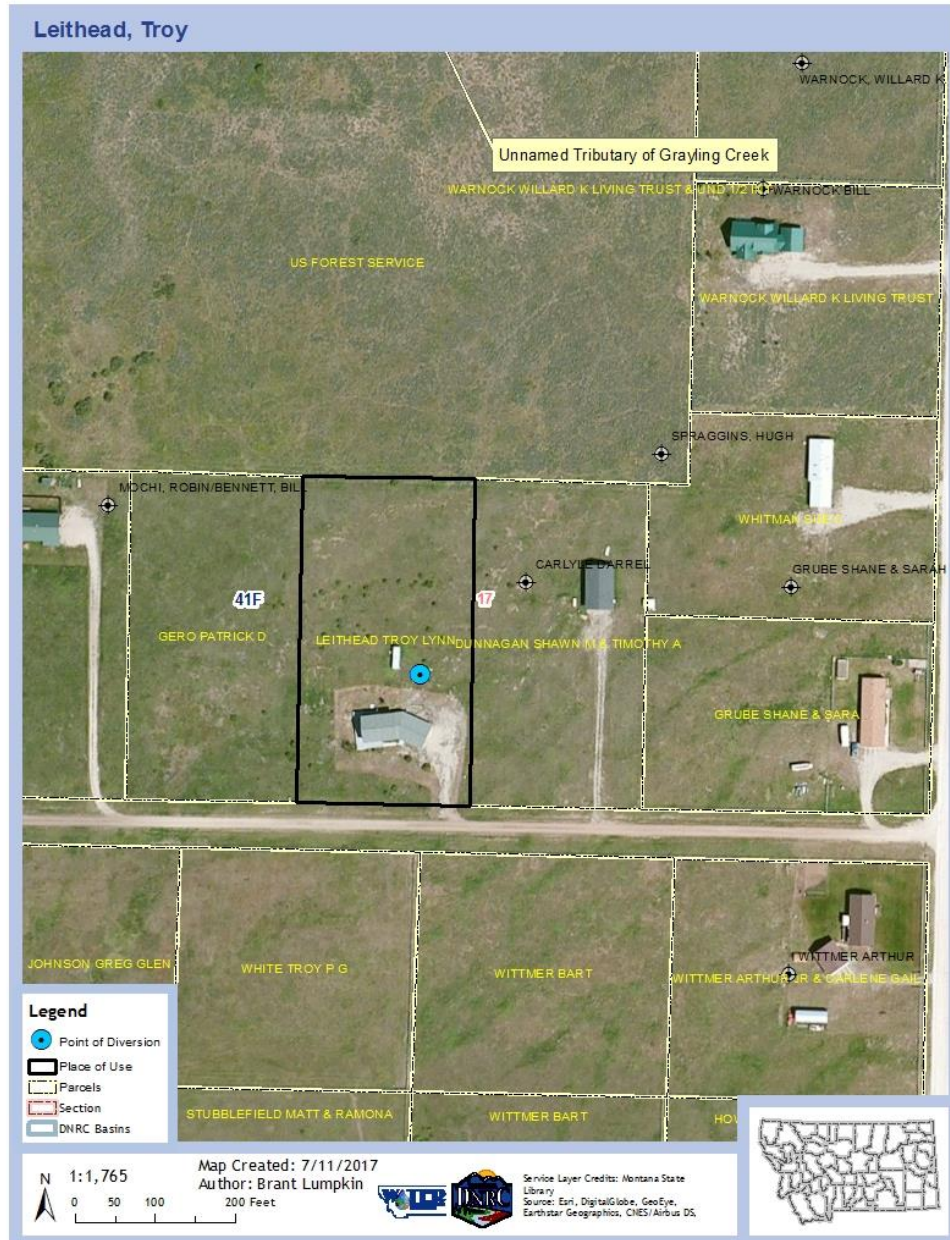 Leithead, Troy
WARNOCK, WILLARD K
Unnamed Tributary of Grayling Creek
WARNOCK WILLARD K LIVING TRUST & UND 1/2
WARNOCK BILL
US FOREST SERVICE
WARNOCK WILLARD K LIVING TRUST
SPRAGGINS, HUGH
MOCHI, ROBIN/BENNETT, BILL
WHITMAN
CARLYLE DARREL
GRUBE SHANE & SARAH
41F
17
GERO PATRICK D
LEITHEAD TROY LYNN
DUNNAGAN SHAWN M & TIMOTHY A
GRUBE SHANE & SARA
WITTMER ARTHUR
JOHNSON GREG GLEN
WHITE TROY P G
WITTMER BART
WITTMER ARTHUR JR & CARLENE GAIL
Legend
Point of Diversion
Place of Use
Parcels
Section
DNRC Basins
STUBBLEFIELD MATT & RAMONA
WITTMER BART
HOW
N
1:1,765
0 50 100 200 Feet
Map Created: 7/11/2017
Author: Brant Lumpkin
WATER
DNRC
Service Layer Credits: Montana State
Library
Source: Esri, DigitalGlobe, GeoEye,
Earthstar Geographics, CNES/Airbus DS,